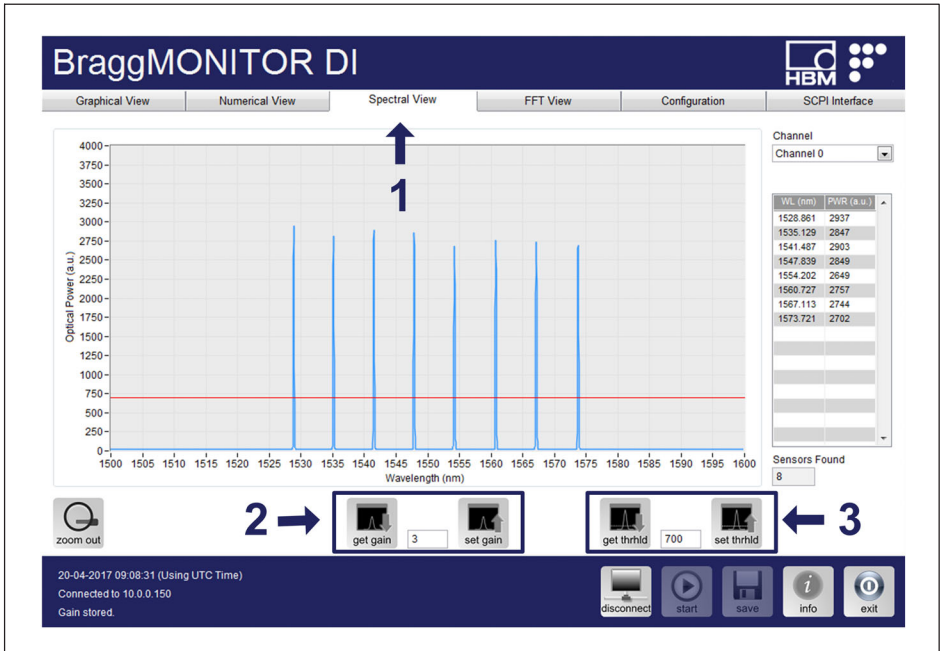 BraggMONITOR DI
HBM
Graphical View Numerical View Spectral View FFT View Configuration SCPI Interface
1
Channel
Channel 0
4000
3750
3500
3250
3000
2750
2500
2250
2000
1750
1500
1250
1000
750
500
250
0
Optical Power (a.u.)
1500 1505 1510 1515 1520 1525 1530 1535 1540 1545 1550 1555 1560 1565 1570 1575 1580 1585 1590 1595 1600
Wavelength (nm)
WL (nm) PWR (a.u.)
1528.861 2937
1535.129 2847
1541.487 2903
1547.839 2849
1554.202 2649
1560.727 2757
1567.113 2744
1573.721 2702
Sensors Found
8
zoom out
2
get gain 3 set gain
get thrhld 700 set thrhld
3
20-04-2017 09:08:31 (Using UTC Time)
Connected to 10.0.0.150
Gain stored.
disconnect start save info exit